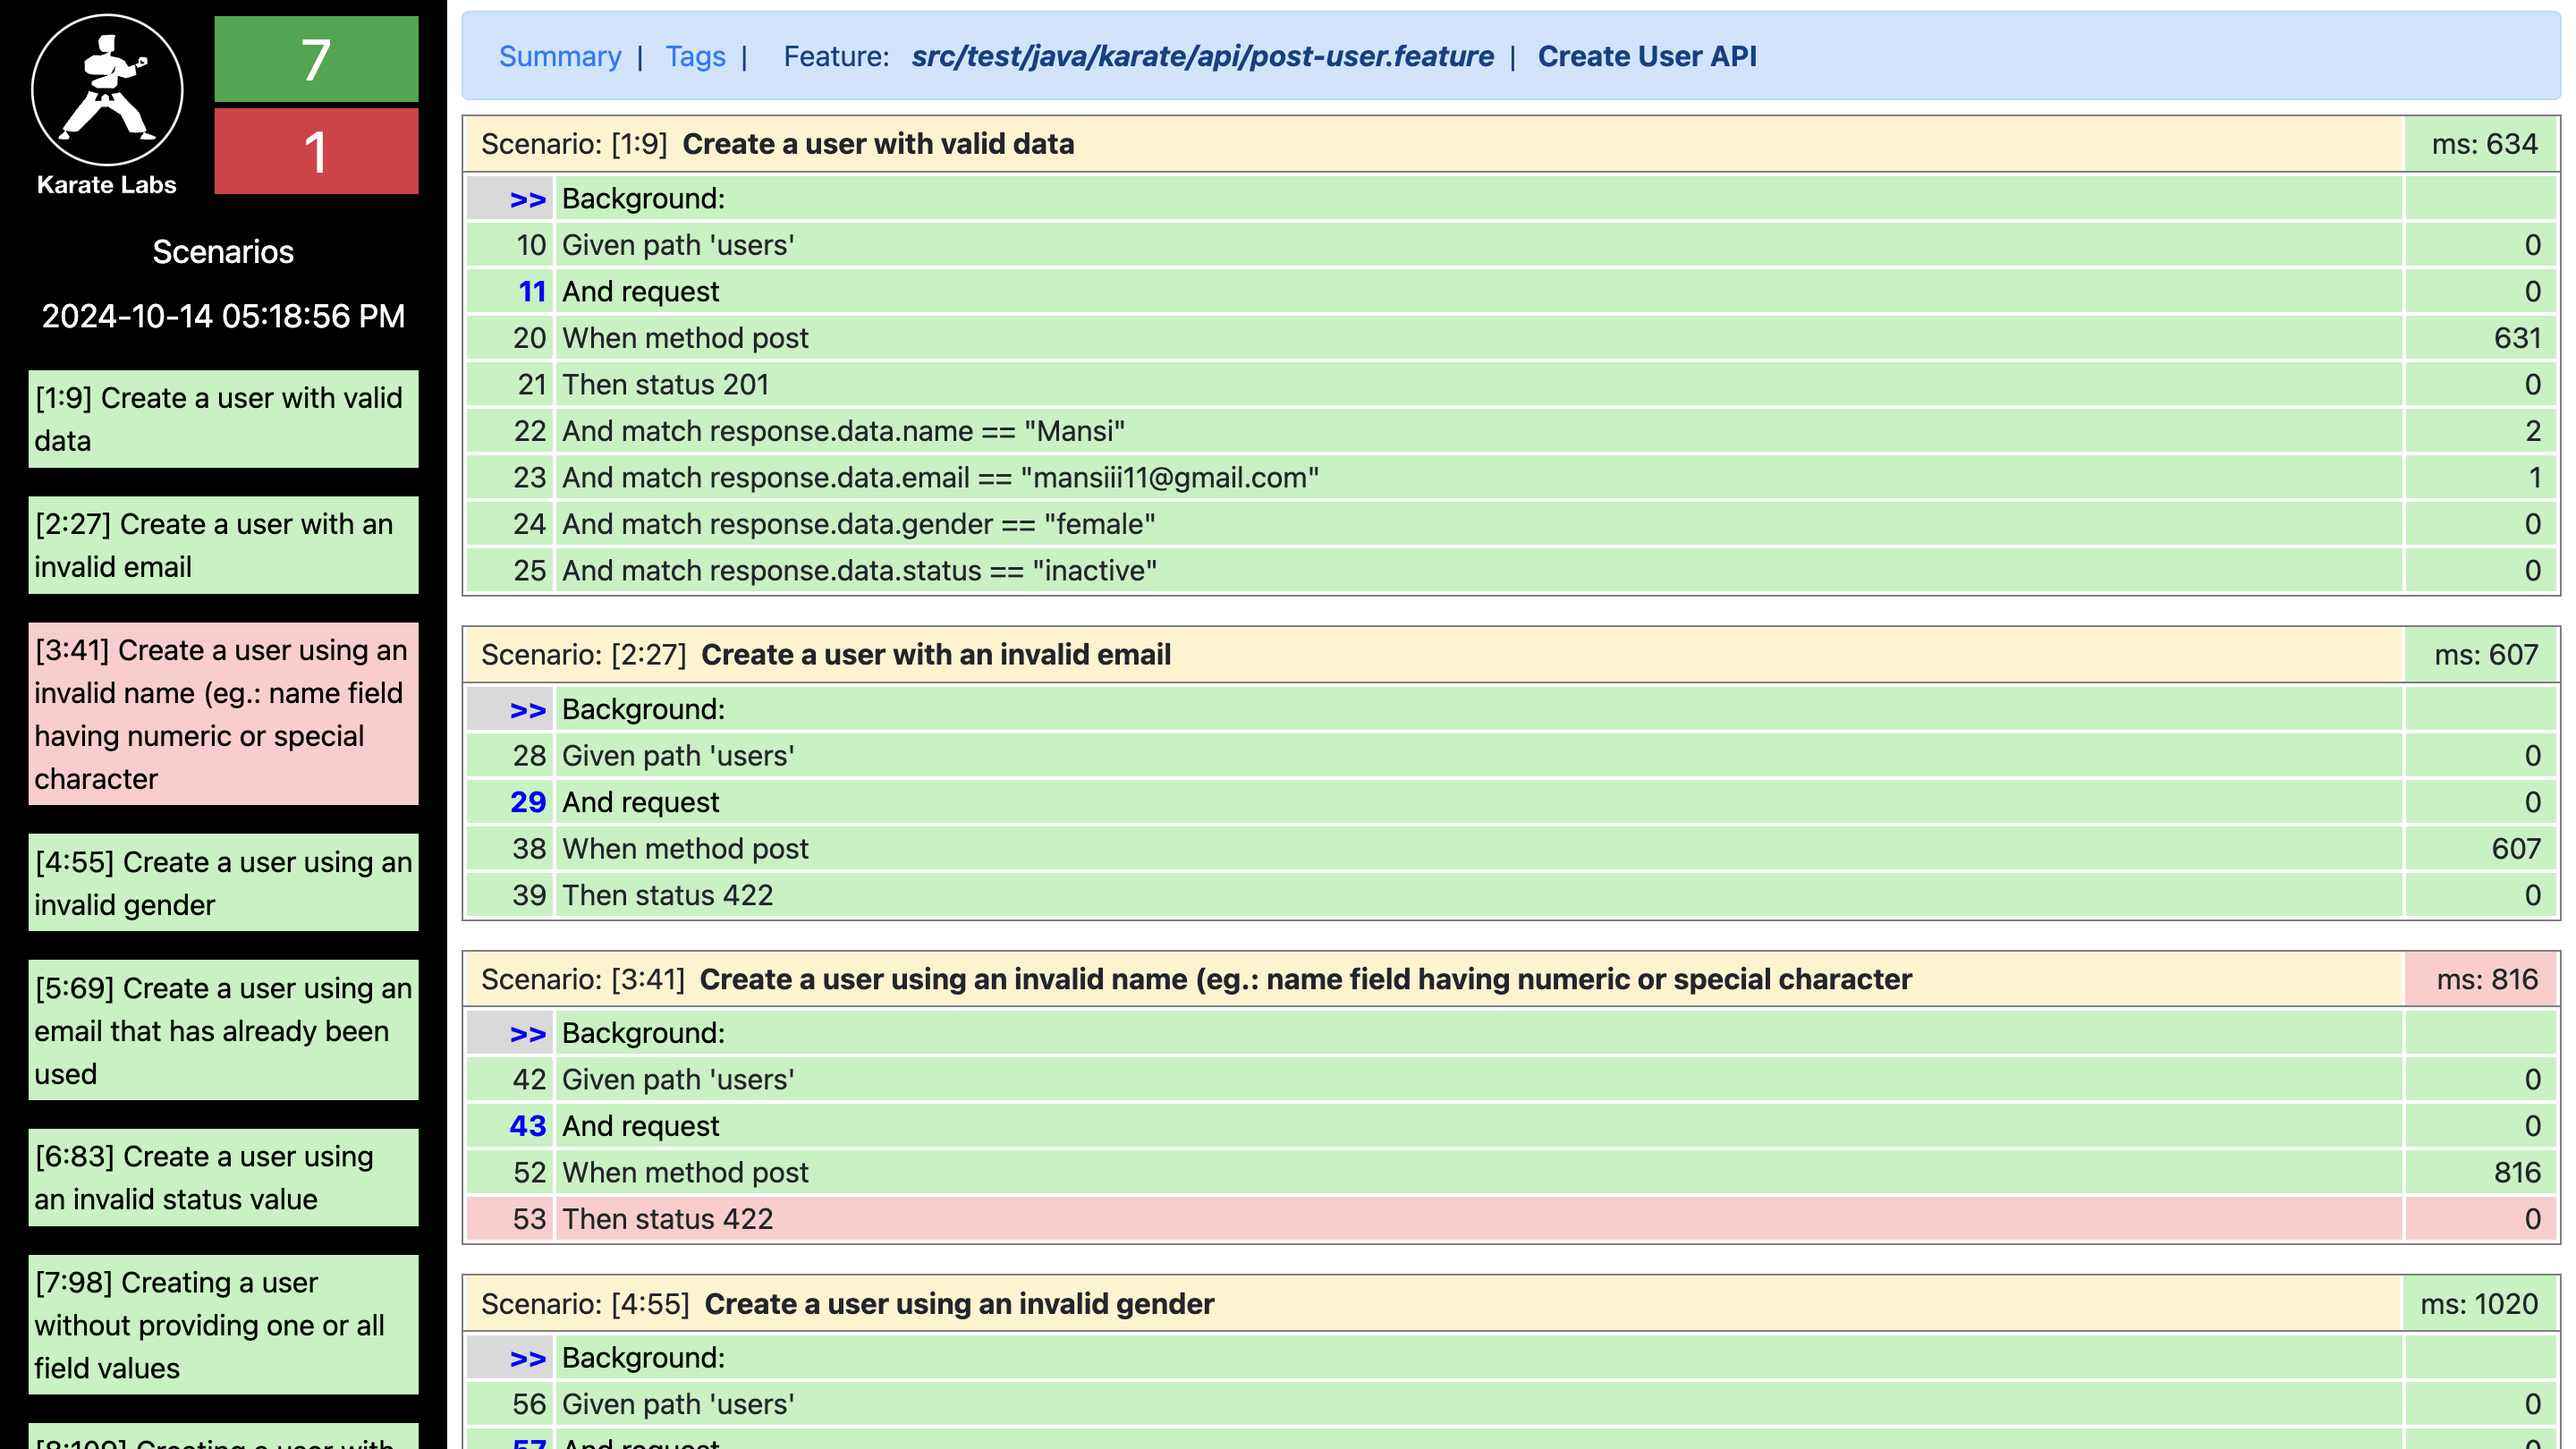 Karate Labs
7
1
Scenarios
2024-10-14 05:18:56 PM
[1:9] Create a user with valid
data
[2:27] Create a user with an
invalid email
[3:41] Create a user using an
invalid name (eg.: name field
having numeric or special
character
[4:55] Create a user using an
invalid gender
[5:69] Create a user using an
email that has already been
used
[6:83] Create a user using
an invalid status value
[7:98] Creating a user
without providing one or all
field values
[8:109] Creating a user with
Summary | Tags | Feature: src/test/java/karate/api/post-user.feature | Create User API
Scenario: [1:9] Create a user with valid data ms: 634
>> Background:
10 Given path 'users' 0
11 And request 0
20 When method post 631
21 Then status 201 0
22 And match response.data.name == "Mansi" 2
23 And match response.data.email == "mansiii11@gmail.com" 1
24 And match response.data.gender == "female" 0
25 And match response.data.status == "inactive" 0
Scenario: [2:27] Create a user with an invalid email ms: 607
>> Background:
28 Given path 'users' 0
29 And request 0
38 When method post 607
39 Then status 422 0
Scenario: [3:41] Create a user using an invalid name (eg.: name field having numeric or special character ms: 816
>> Background:
42 Given path 'users' 0
43 And request 0
52 When method post 816
53 Then status 422 0
Scenario: [4:55] Create a user using an invalid gender ms: 1020
>> Background:
56 Given path 'users' 0
57 And request 0